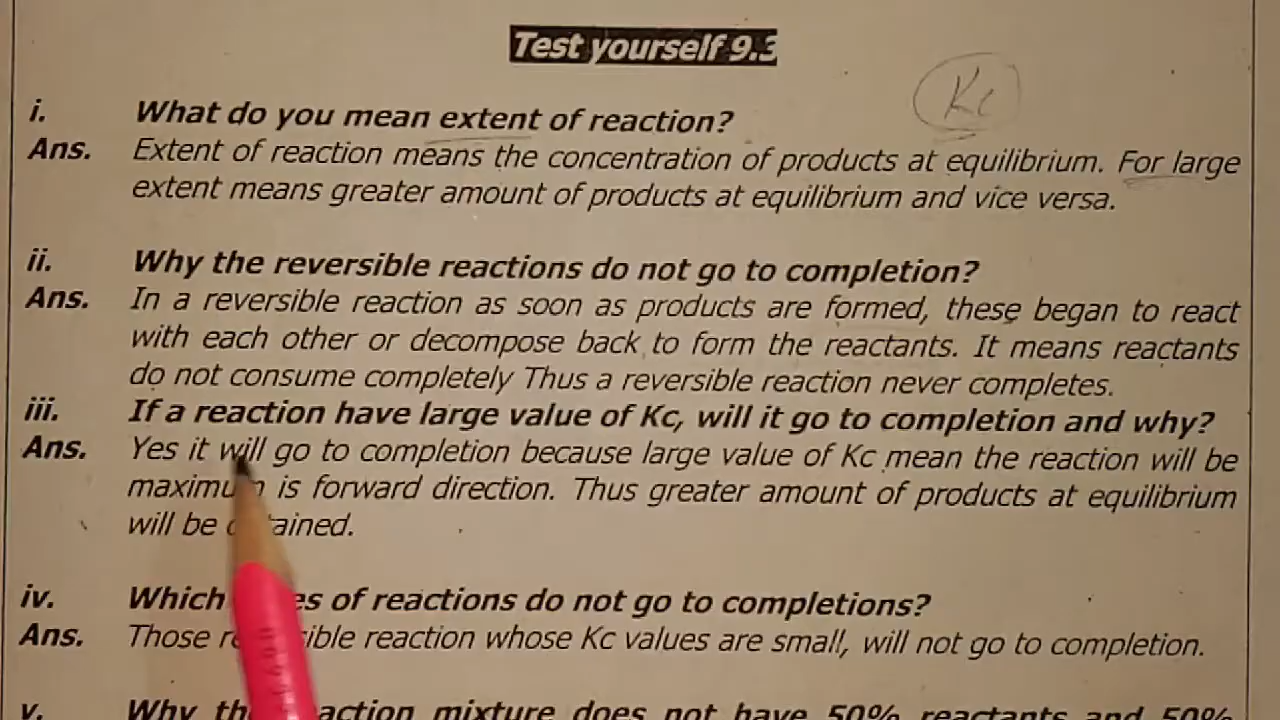 Test yourself 9.3
Kc
i. What do you mean extent of reaction?
Ans. Extent of reaction means the concentration of products at equilibrium. For large
extent means greater amount of products at equilibrium and vice versa.
ii. Why the reversible reactions do not go to completion?
Ans. In a reversible reaction as soon as products are formed, these began to react
with each other or decompose back to form the reactants. It means reactants
do not consume completely Thus a reversible reaction never completes.
iii. If a reaction have large value of Kc, will it go to completion and why?
Ans. Yes it will go to completion because large value of Kc mean the reaction will be
maximum is forward direction. Thus greater amount of products at equilibrium
will be obtained.
iv. Which of reactions do not go to completions?
Ans. Those reaction whose Kc values are small, will not go to completion.
v. Why mixture does not have 50% reactants and 50%